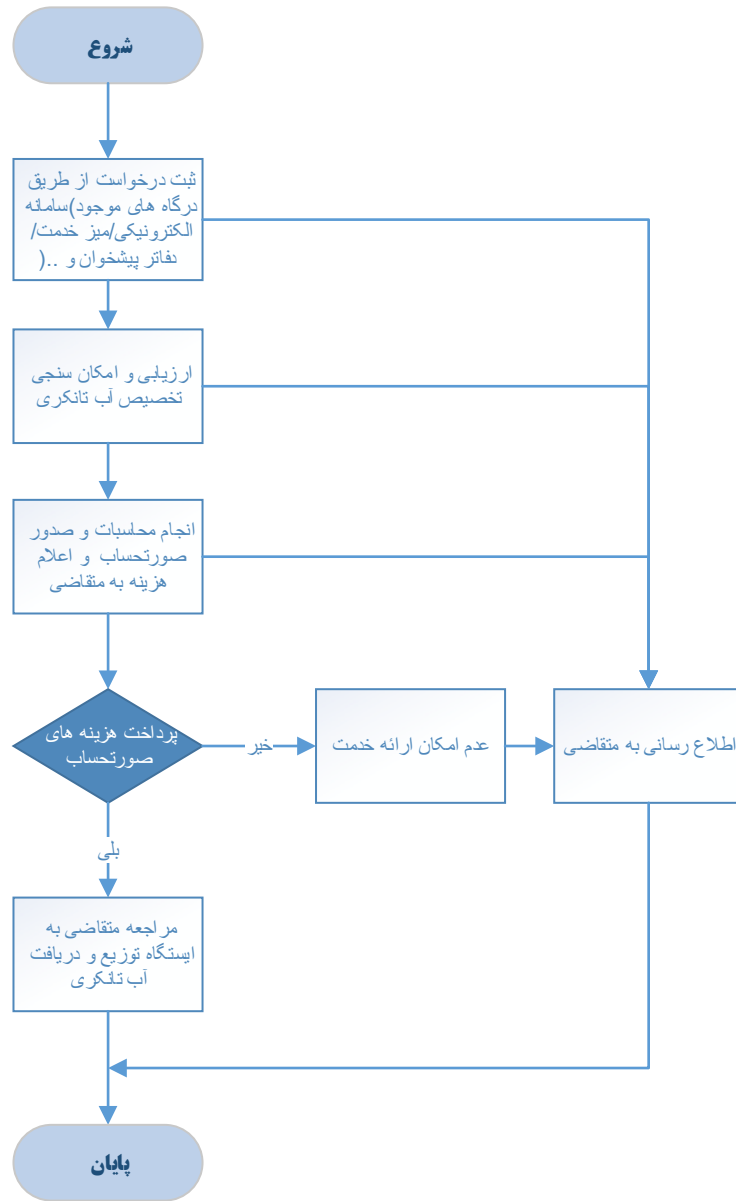 شروع
ثبت درخواست از طریق
درگاه های موجود)سامانه
الکترونیکی/میز خدمت/
دفاتر پیشخوان و ..(
ارزیابی و امکان سنجی
تخصیص آب تانکری
انجام محاسبات و صدور
صورتحساب و اعلام
هزینه به متقاضی
پرداخت هزینه های
صورتحساب
خیر
عدم امکان ارائه خدمت
اطلاع رسانی به متقاضی
بلی
مراجعه متقاضی به
ایستگاه توزیع و دریافت
آب تانکری
پایان